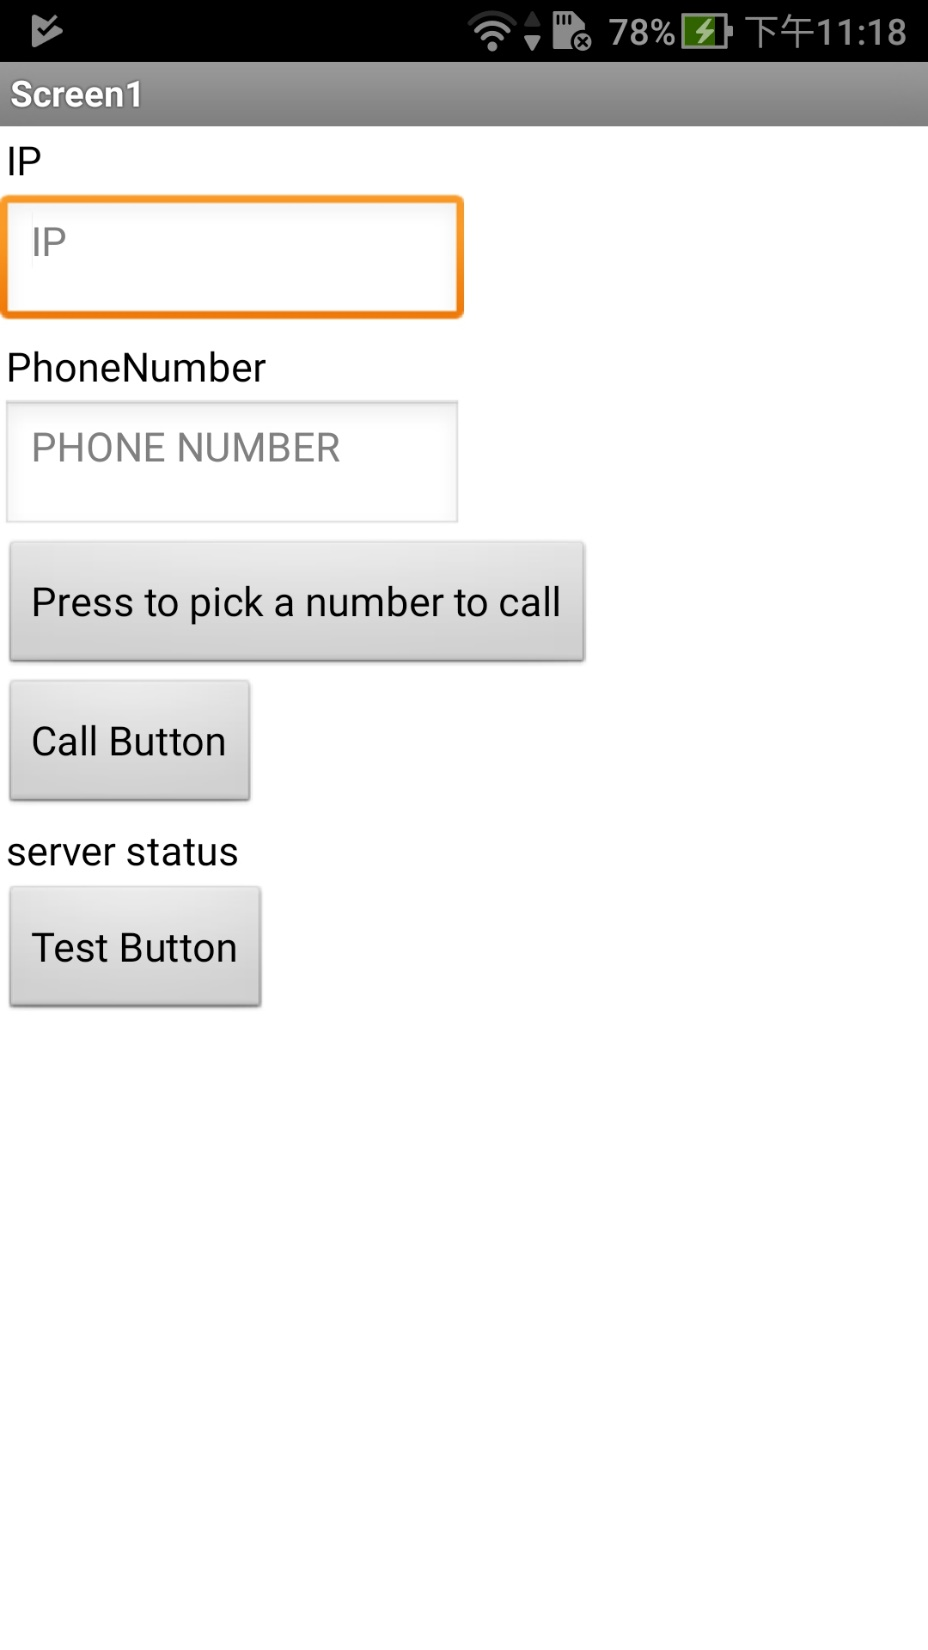 78% 下午11:18
Screen1
IP
IP
PhoneNumber
PHONE NUMBER
Press to pick a number to call
Call Button
server status
Test Button